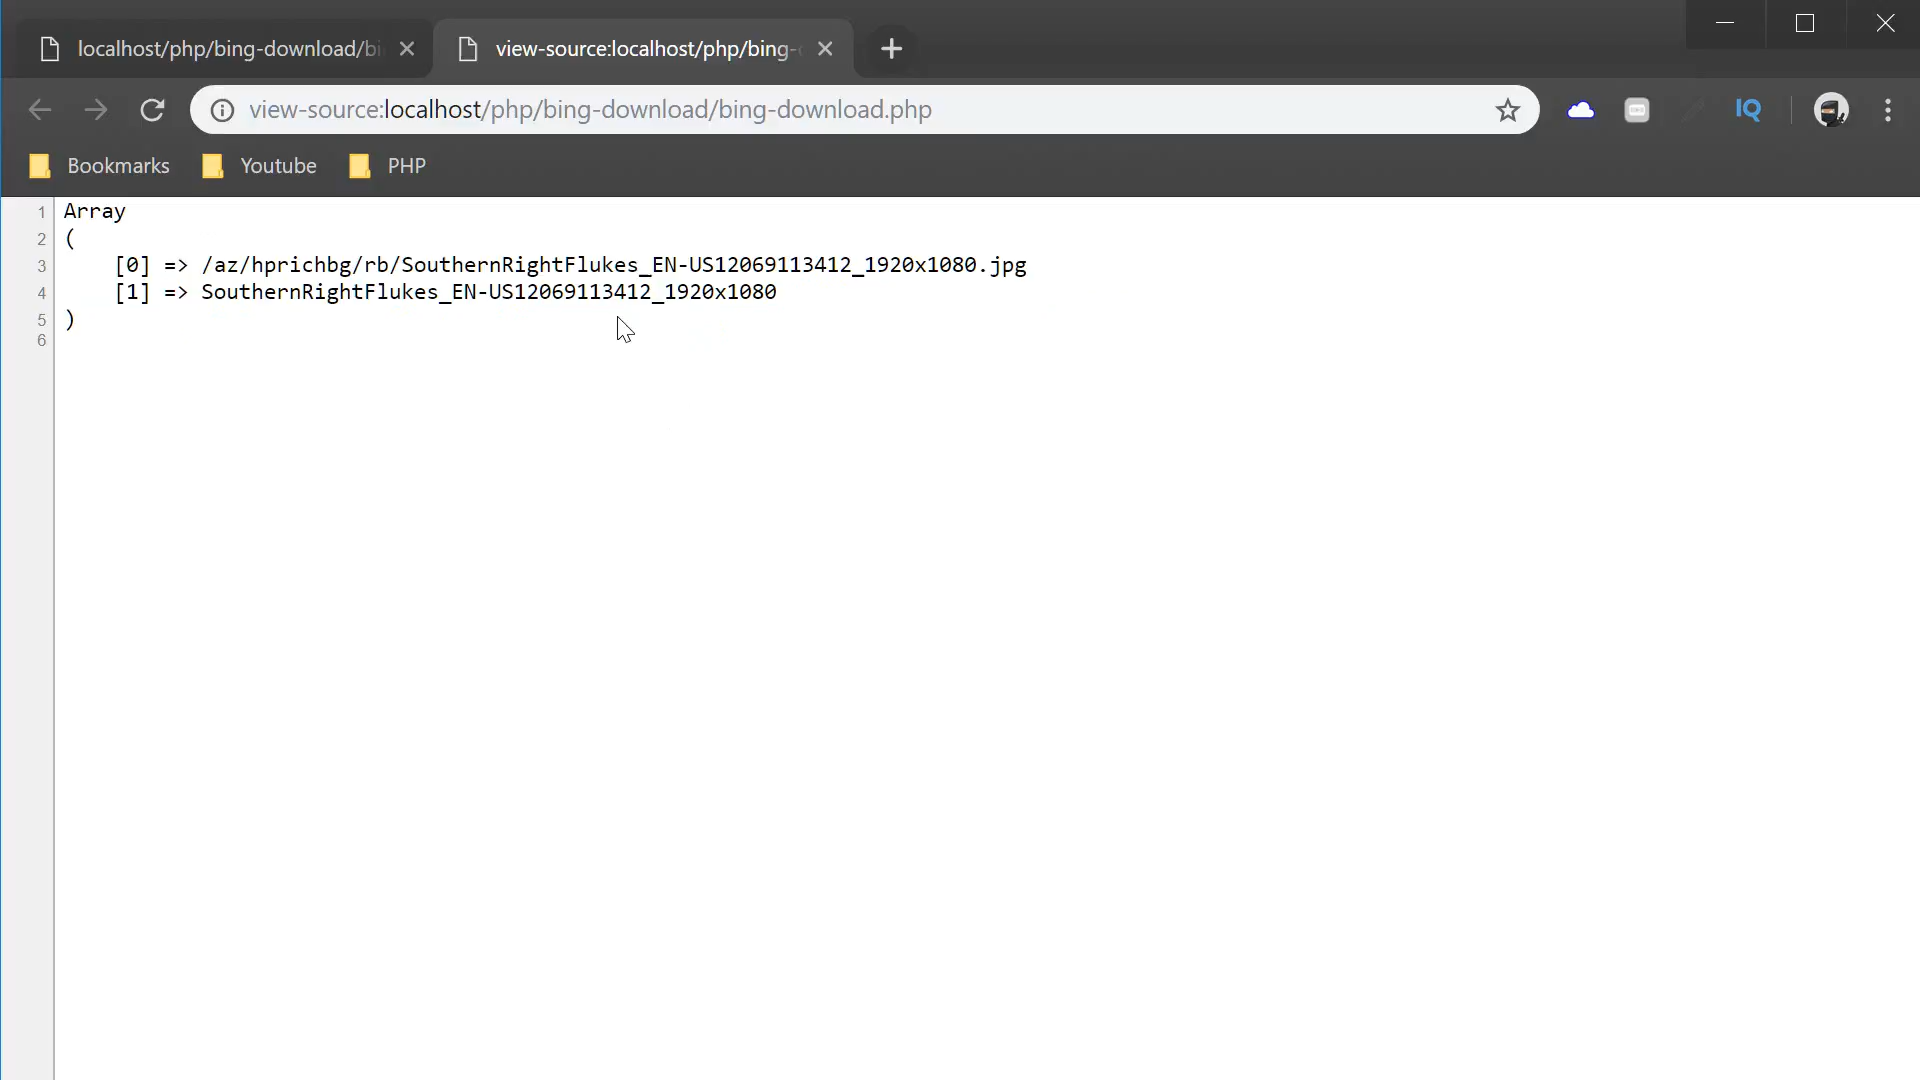 localhost/php/bing-download/bi
view-source:localhost/php/bing-
view-source:localhost/php/bing-download/bing-download.php
IQ
Bookmarks
Youtube
PHP
1 Array
2 (
3 [0] => /az/hprichbg/rb/SouthernRightFlukes_EN-US12069113412_1920x1080.jpg
4 [1] => SouthernRightFlukes_EN-US12069113412_1920x1080
5 )
6